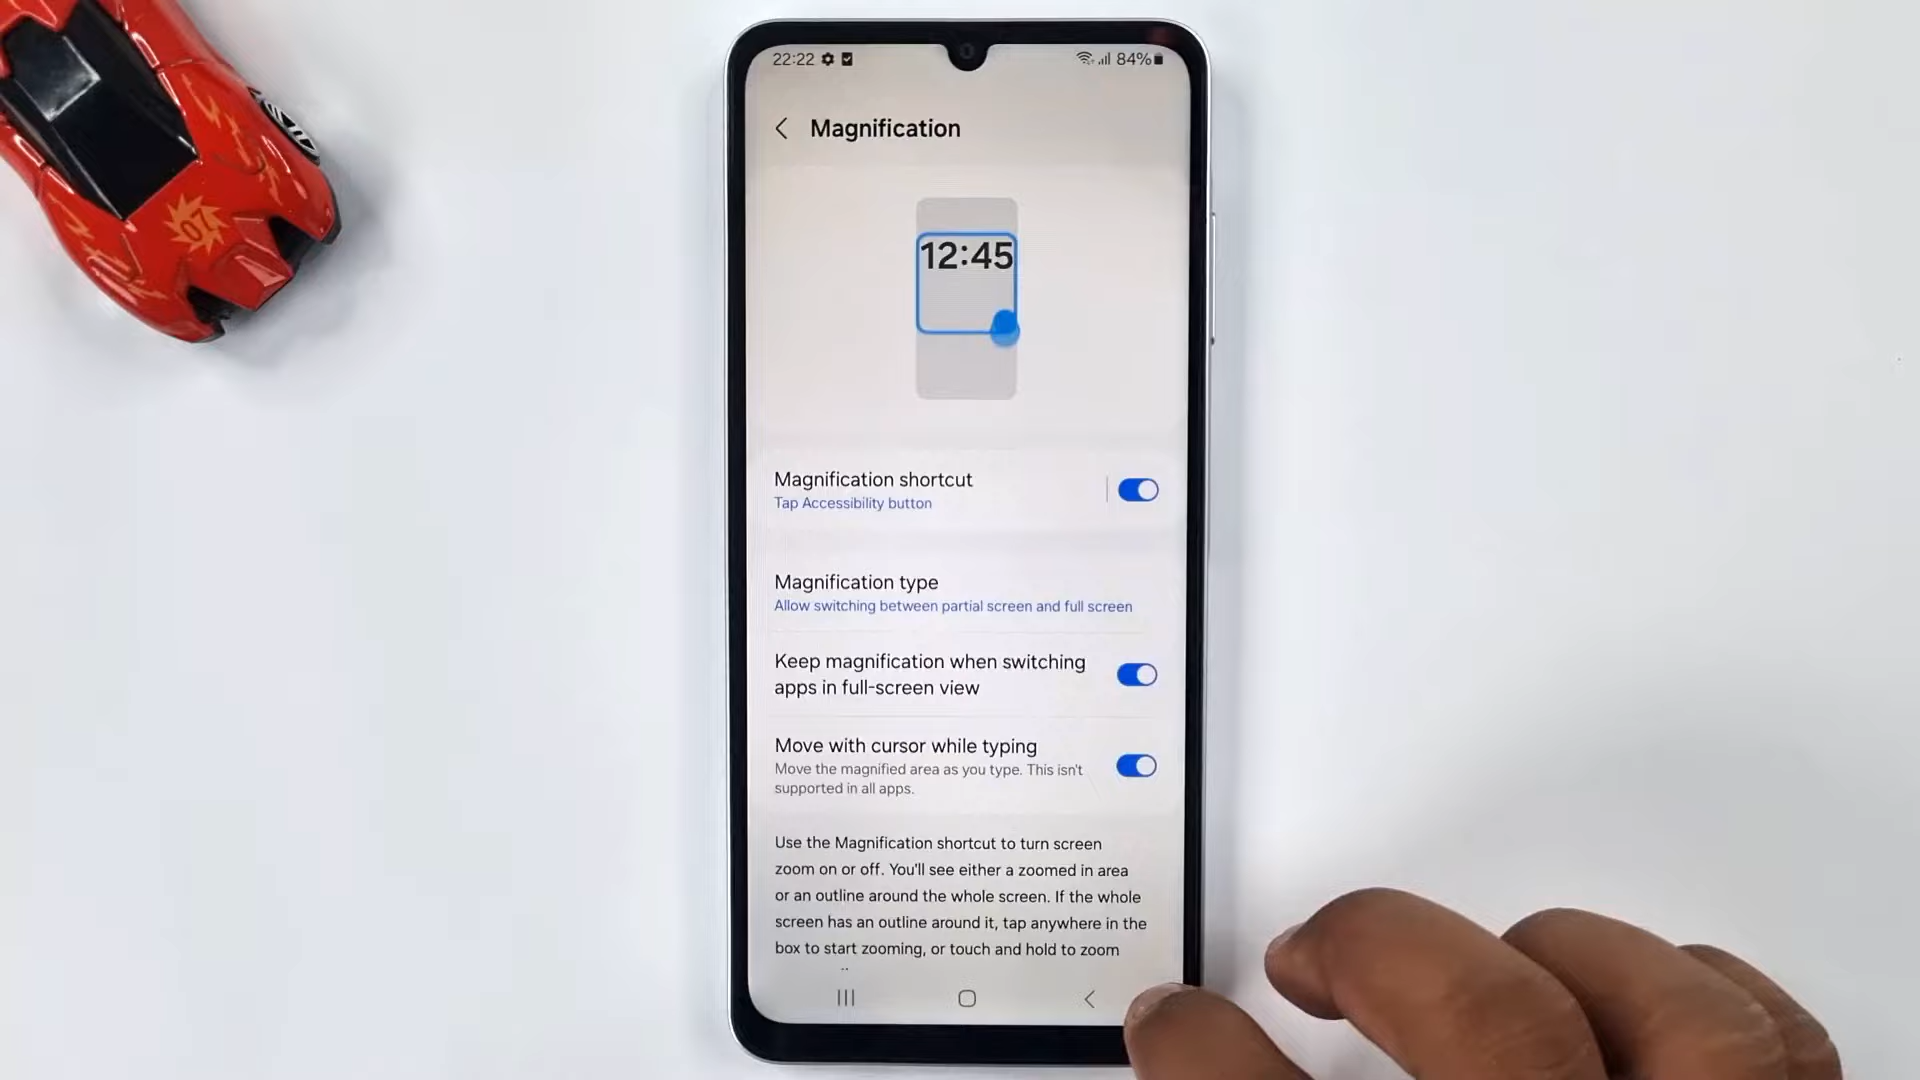 22:22
84%
Magnification
12:45
Magnification shortcut
Tap Accessibility button
Magnification type
Allow switching between partial screen and full screen
Keep magnification when switching
apps in full-screen view
Move with cursor while typing
Move the magnified area as you type. This isn't
supported in all apps.
Use the Magnification shortcut to turn screen
zoom on or off. You'll see either a zoomed in area
or an outline around the whole screen. If the whole
screen has an outline around it, tap anywhere in the
box to start zooming, or touch and hold to zoom
07